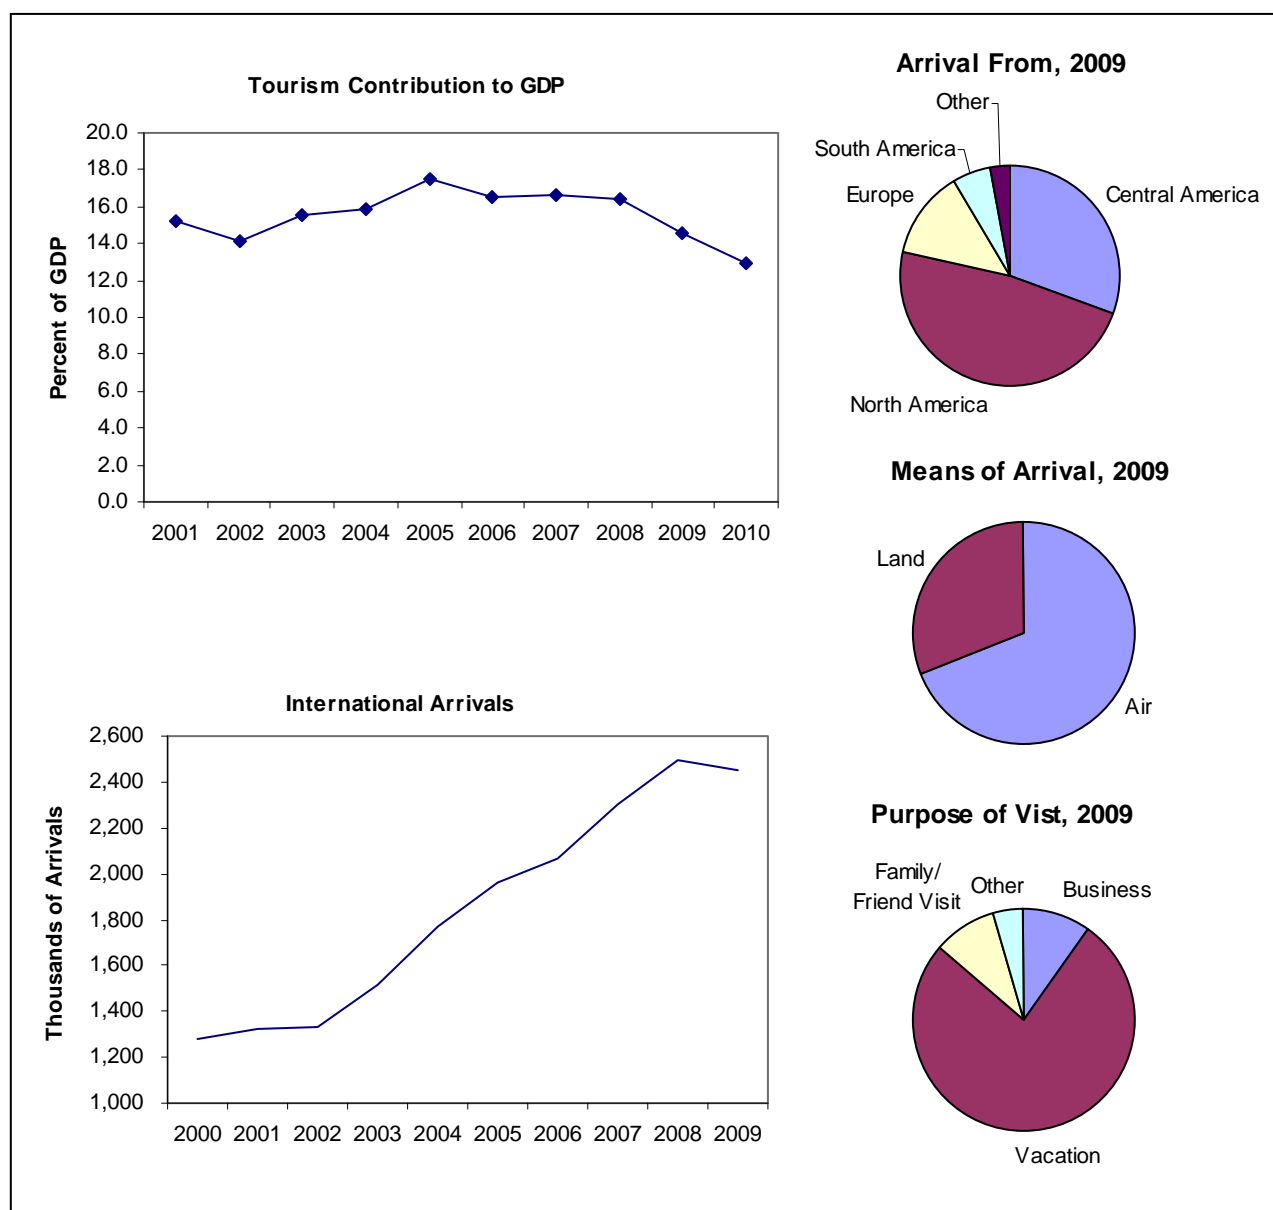 Tourism Contribution to GDP
Percent of GDP
20.0
18.0
16.0
14.0
12.0
10.0
8.0
6.0
4.0
2.0
0.0
2001 2002 2003 2004 2005 2006 2007 2008 2009 2010
International Arrivals
Thousands of Arrivals
2,600
2,400
2,200
2,000
1,800
1,600
1,400
1,200
1,000
2000 2001 2002 2003 2004 2005 2006 2007 2008 2009
Arrival From, 2009
Other
South America
Europe
Central America
North America
Means of Arrival, 2009
Land
Air
Purpose of Vist, 2009
Family/
Friend Visit
Other
Business
Vacation